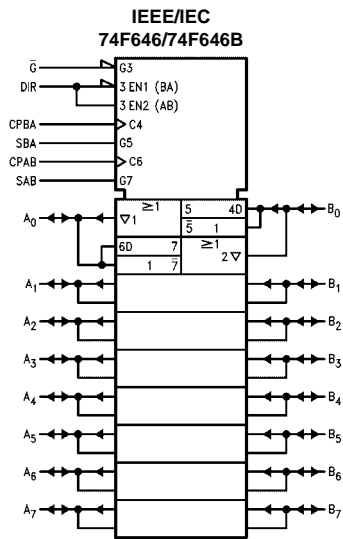 IEEE/IEC
74F646/74F646B
G̅ G3
DIR 3 EN1 (BA)
3 EN2 (AB)
CPBA C4
SBA G5
CPAB C6
SAB G7
A₀ ▽1 ≥1 5 4D B₀
5̅ 1
6D 7 ≥1
1 7̅ 2▽
A₁ B₁
A₂ B₂
A₃ B₃
A₄ B₄
A₅ B₅
A₆ B₆
A₇ B₇